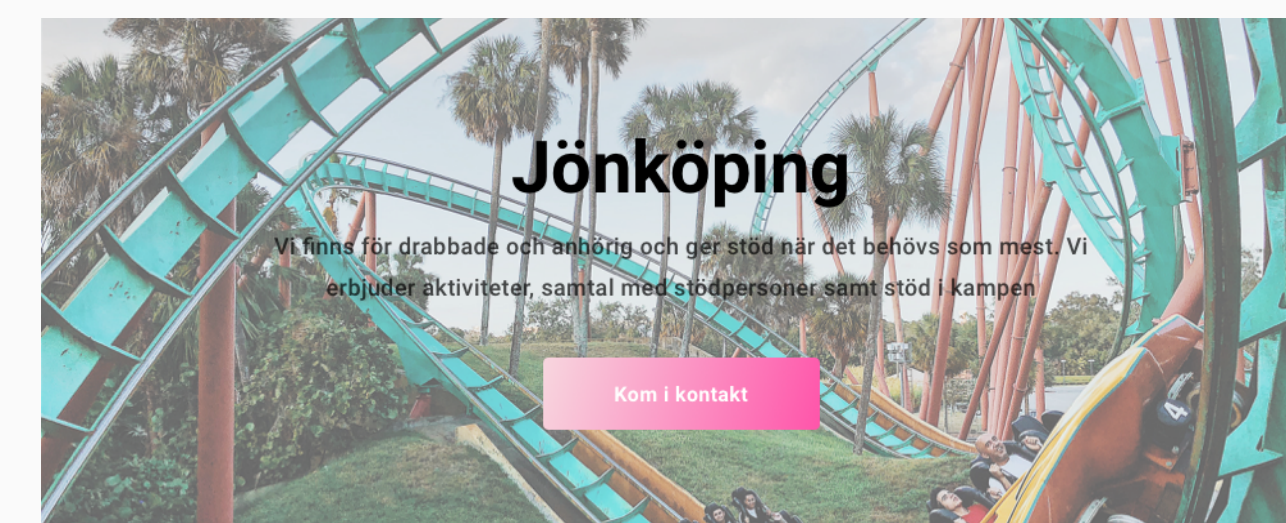 Jönköping
Vi finns för drabbade och anhörig och ger stöd när det behövs som mest. Vi
erbjuder aktiviteter, samtal med stödpersoner samt stöd i kampen
Kom i kontakt
4